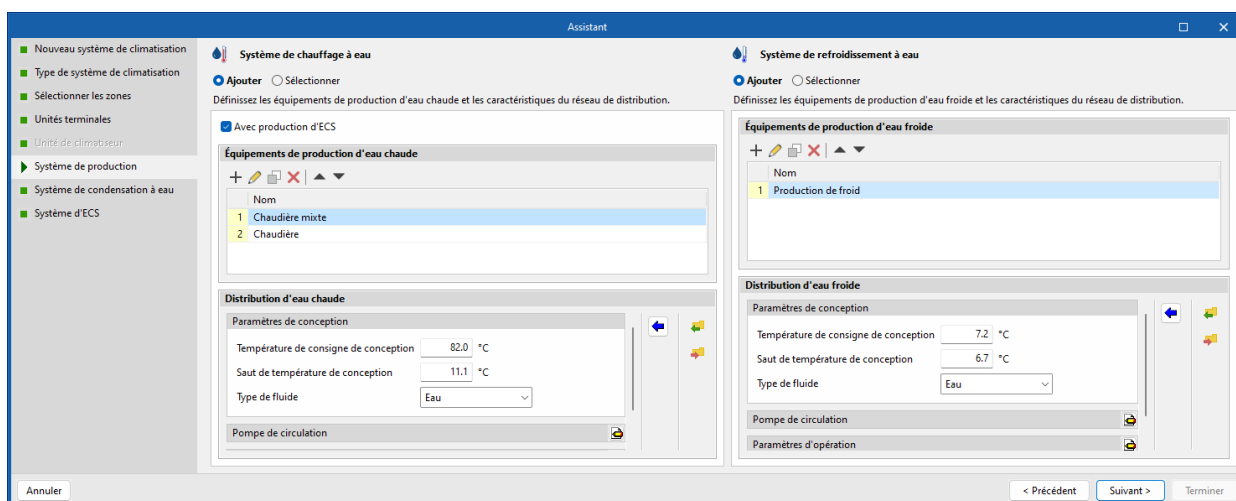 Assistant
Nouveau système de climatisation
Type de système de climatisation
Sélectionner les zones
Unités terminales
Unité de climatiseur
Système de production
Système de condensation à eau
Système d'ECS
Système de chauffage à eau
Ajouter Sélectionner
Définissez les équipements de production d'eau chaude et les caractéristiques du réseau de distribution.
Avec production d'ECS
Équipements de production d'eau chaude
Nom
1 Chaudière mixte
2 Chaudière
Distribution d'eau chaude
Paramètres de conception
Température de consigne de conception 82.0 °C
Saut de température de conception 11.1 °C
Type de fluide Eau
Pompe de circulation
Système de refroidissement à eau
Ajouter Sélectionner
Définissez les équipements de production d'eau froide et les caractéristiques du réseau de distribution.
Équipements de production d'eau froide
Nom
1 Production de froid
Distribution d'eau froide
Paramètres de conception
Température de consigne de conception 7.2 °C
Saut de température de conception 6.7 °C
Type de fluide Eau
Pompe de circulation
Paramètres d'opération
Annuler
< Précédent Suivant > Terminer